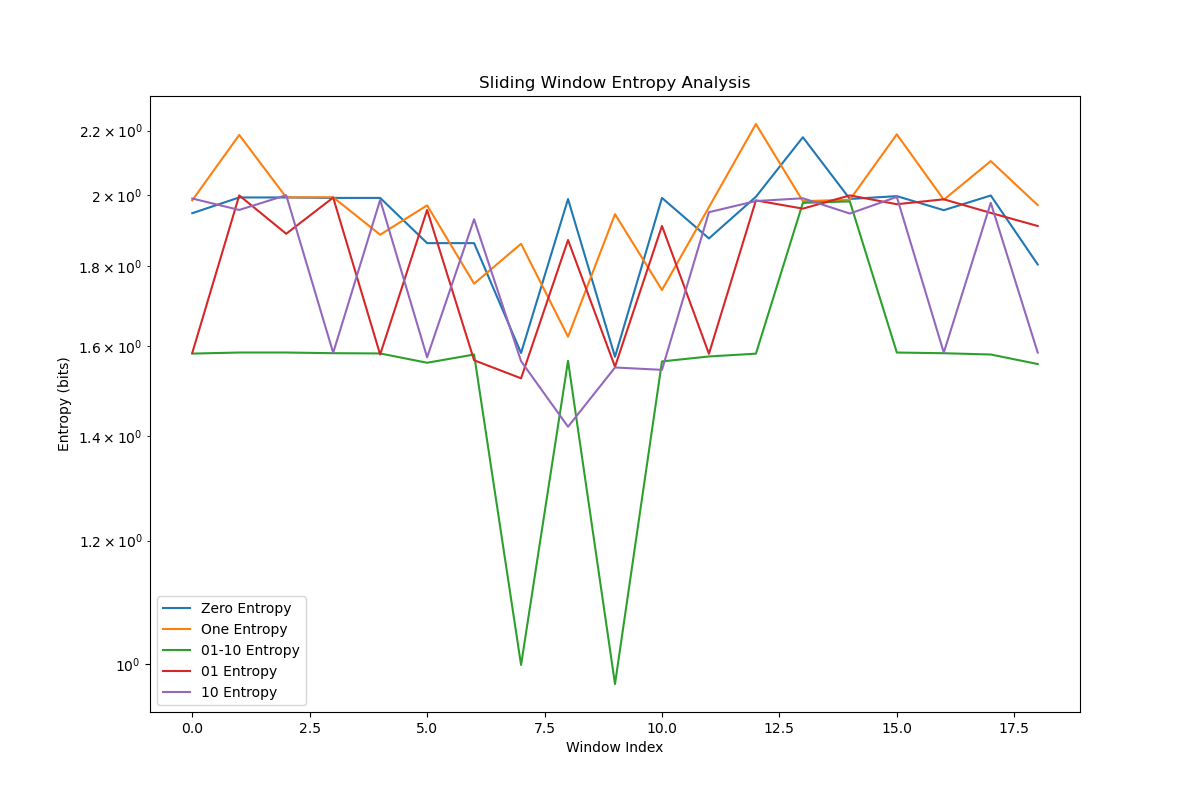 Sliding Window Entropy Analysis
2.2 × 10⁰
2 × 10⁰
1.8 × 10⁰
1.6 × 10⁰
1.4 × 10⁰
1.2 × 10⁰
10⁰
Entropy (bits)
Zero Entropy
One Entropy
01-10 Entropy
01 Entropy
10 Entropy
0.0 2.5 5.0 7.5 10.0 12.5 15.0 17.5
Window Index